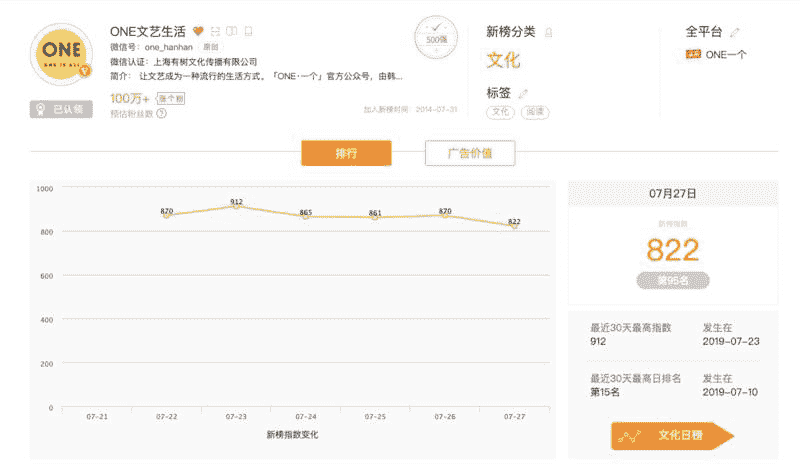 ONE文艺生活
微信号: one_hanhan · 原创
微信认证: 上海有树文化传播有限公司
简介: 让文艺成为一种流行的生活方式。「ONE·一个」官方公众号，由韩...
ONE
已认领
100万+ 涨个粉
预估粉丝数 ?
加入新榜时间: 2014-07-31
500强
新榜分类
文化
标签
文化 阅读
全平台
ONE一个
排行 广告价值
1000
800
600
400
200
0
870 912 865 861 870 822
07-21 07-22 07-23 07-24 07-25 07-26 07-27
新榜指数变化
07月27日
新榜指数
822
第95名
最近30天最高指数 发生在
912 2019-07-23
最近30天最高日排名 发生在
第15名 2019-07-10
文化日榜